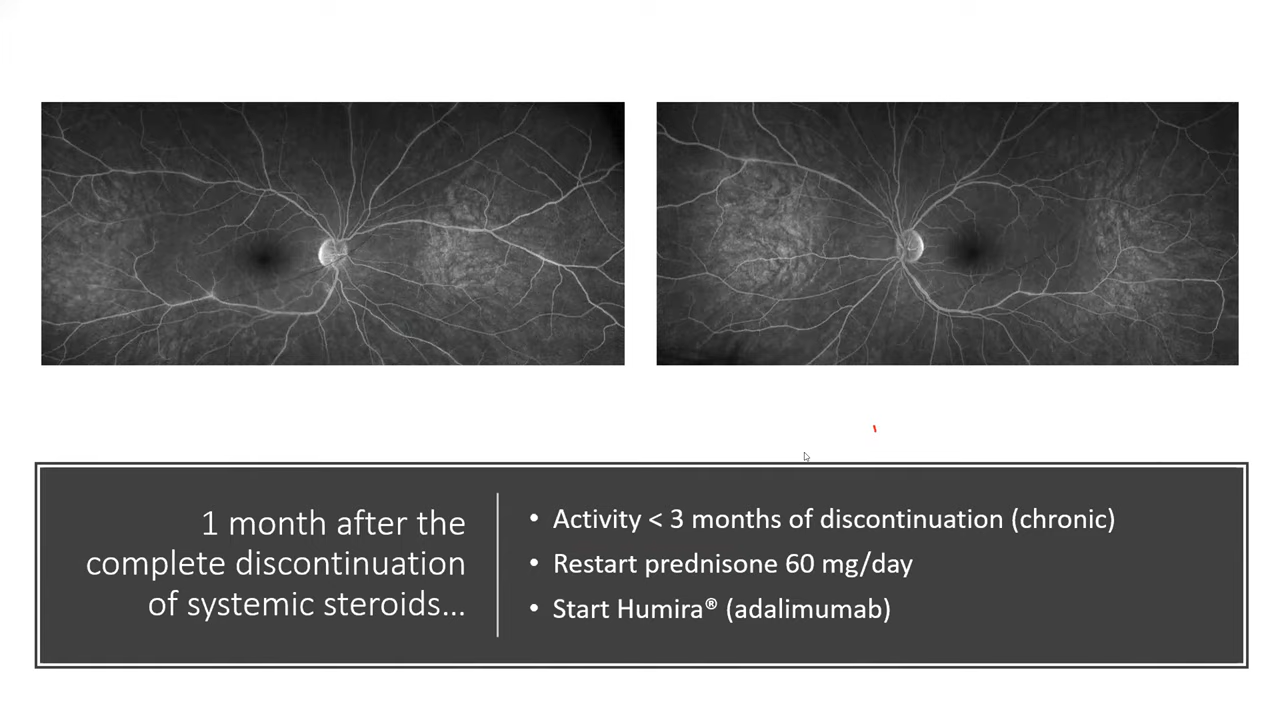 1 month after the
complete discontinuation
of systemic steroids...
• Activity < 3 months of discontinuation (chronic)
• Restart prednisone 60 mg/day
• Start Humira® (adalimumab)